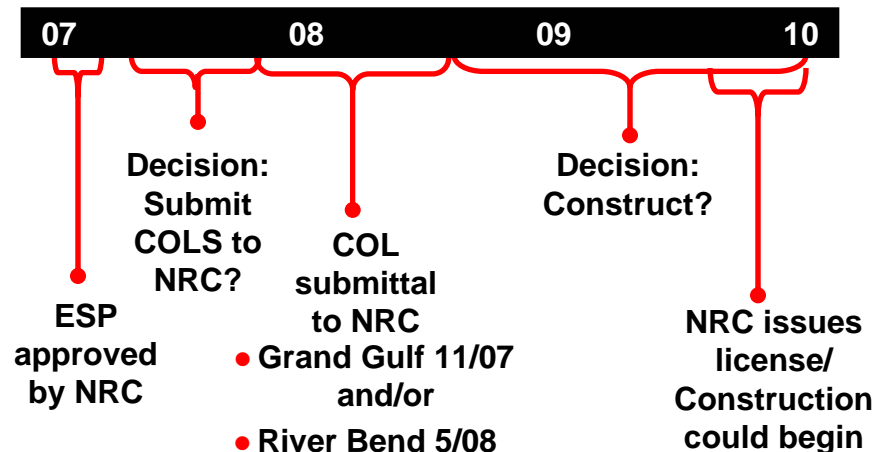 07 08 09 10
ESP
approved
by NRC
Decision:
Submit
COLS to
NRC?
COL
submittal
to NRC
• Grand Gulf 11/07
and/or
• River Bend 5/08
Decision:
Construct?
NRC issues
license/
Construction
could begin